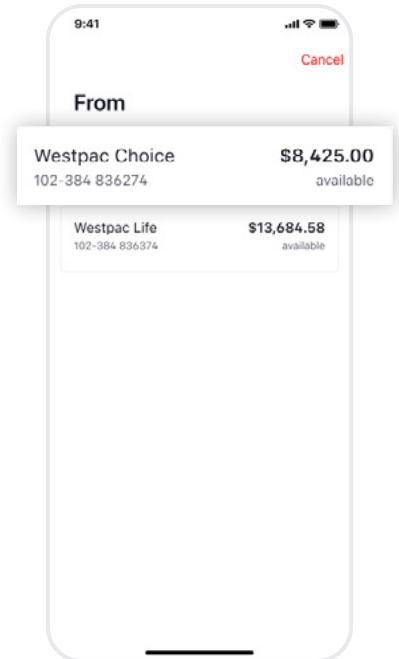 9:41
Cancel
From
Westpac Choice $8,425.00
102-384 836274 available
Westpac Life $13,684.58
102-384 836374 available